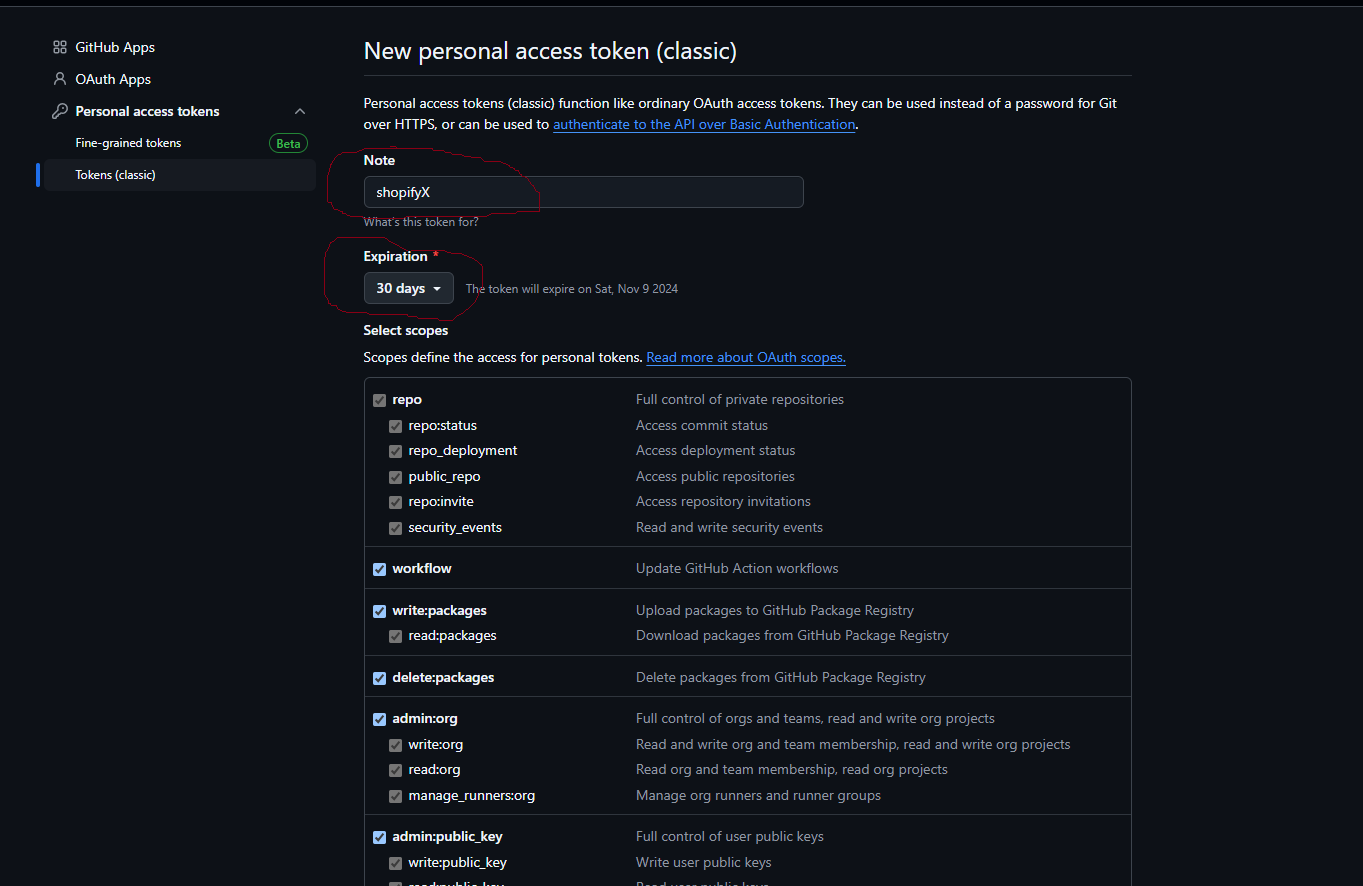 GitHub Apps
OAuth Apps
Personal access tokens
Fine-grained tokens Beta
Tokens (classic)
New personal access token (classic)
Personal access tokens (classic) function like ordinary OAuth access tokens. They can be used instead of a password for Git
over HTTPS, or can be used to authenticate to the API over Basic Authentication.
Note
shopifyX
What's this token for?
Expiration *
30 days The token will expire on Sat, Nov 9 2024
Select scopes
Scopes define the access for personal tokens. Read more about OAuth scopes.
repo Full control of private repositories
repo:status Access commit status
repo_deployment Access deployment status
public_repo Access public repositories
repo:invite Access repository invitations
security_events Read and write security events
workflow Update GitHub Action workflows
write:packages Upload packages to GitHub Package Registry
read:packages Download packages from GitHub Package Registry
delete:packages Delete packages from GitHub Package Registry
admin:org Full control of orgs and teams, read and write org projects
write:org Read and write org and team membership, read and write org projects
read:org Read org and team membership, read org projects
manage_runners:org Manage org runners and runner groups
admin:public_key Full control of user public keys
write:public_key Write user public keys
read:public_key Read user public keys